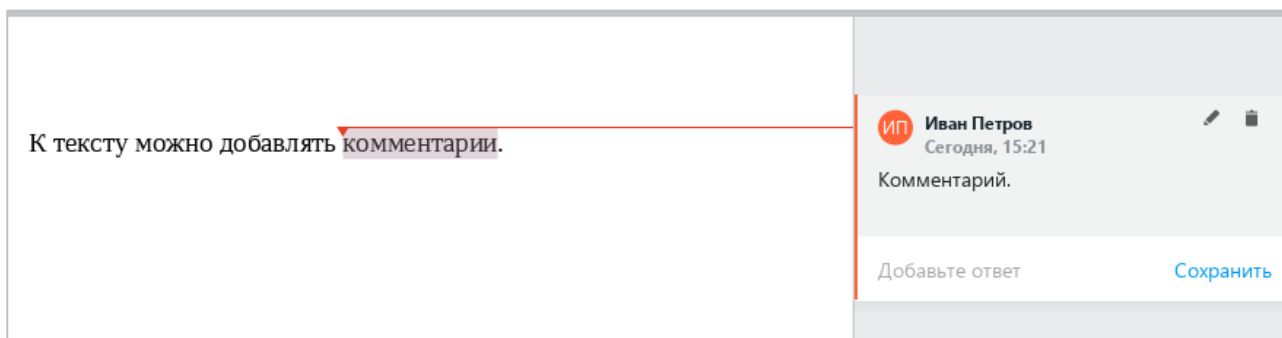 К тексту можно добавлять комментарии.
ИП
Иван Петров
Сегодня, 15:21
Комментарий.
Добавьте ответ
Сохранить